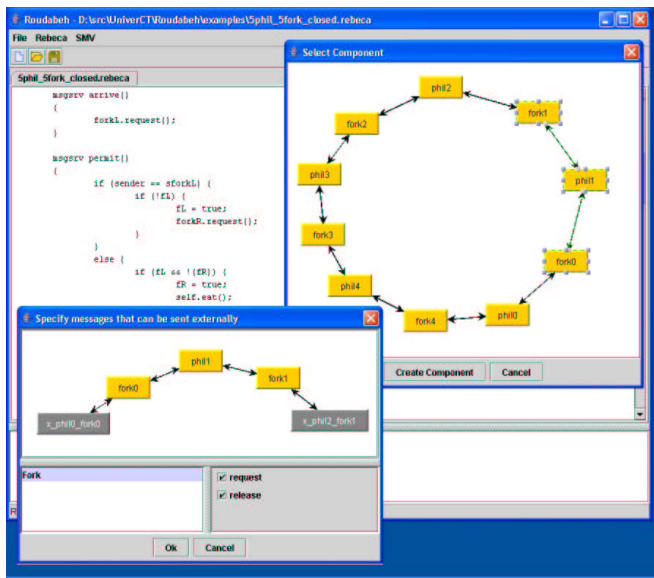 Roudabeh - D:\src\UniverCT\Roudabeh\examples\5phil_5fork_closed.rebeca
File Rebeca SMV
5phil_5fork_closed.rebeca
msgsrv arrive()
{
forkL.request();
}
msgsrv permit()
{
if (sender == sforkL) {
if (!fL) {
fL = true;
forkR.request();
}
}
else {
if (fL && !(fR)) {
fR = true;
self.eat();
Select Component
phil2
fork1
fork2
phil3
phil1
fork3
fork0
phil4
phil0
fork4
Create Component Cancel
Specify messages that can be sent externally
phil1
fork0
fork1
x_phil0_fork0
x_phil2_fork1
Fork
request
release
Ok Cancel
R